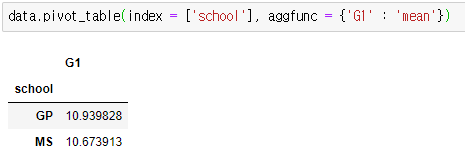 data.pivot_table(index = ['school'], aggfunc = {'G1' : 'mean'})
G1
school
GP 10.939828
MS 10.673913